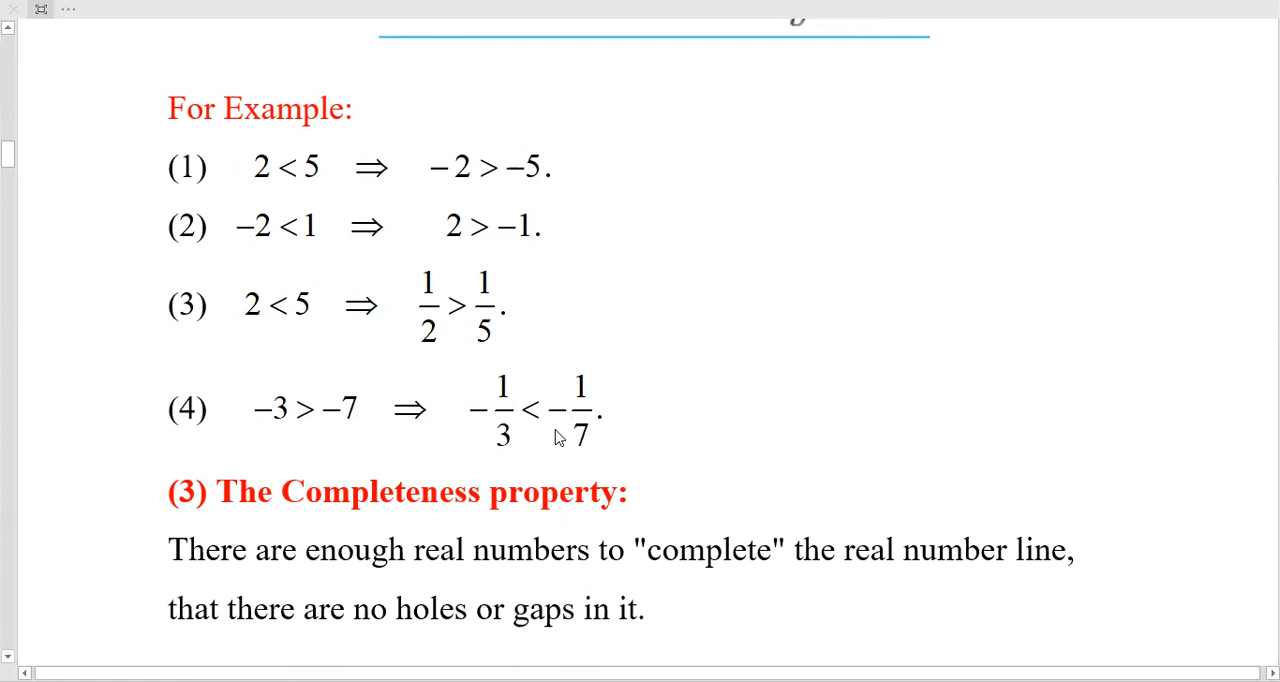 For Example:
(1) 2 < 5 ⇒ −2 > −5.
(2) −2 < 1 ⇒ 2 > −1.
(3) 2 < 5 ⇒ 1/2 > 1/5.
(4) −3 > −7 ⇒ −1/3 < −1/7.
(3) The Completeness property:
There are enough real numbers to "complete" the real number line,
that there are no holes or gaps in it.